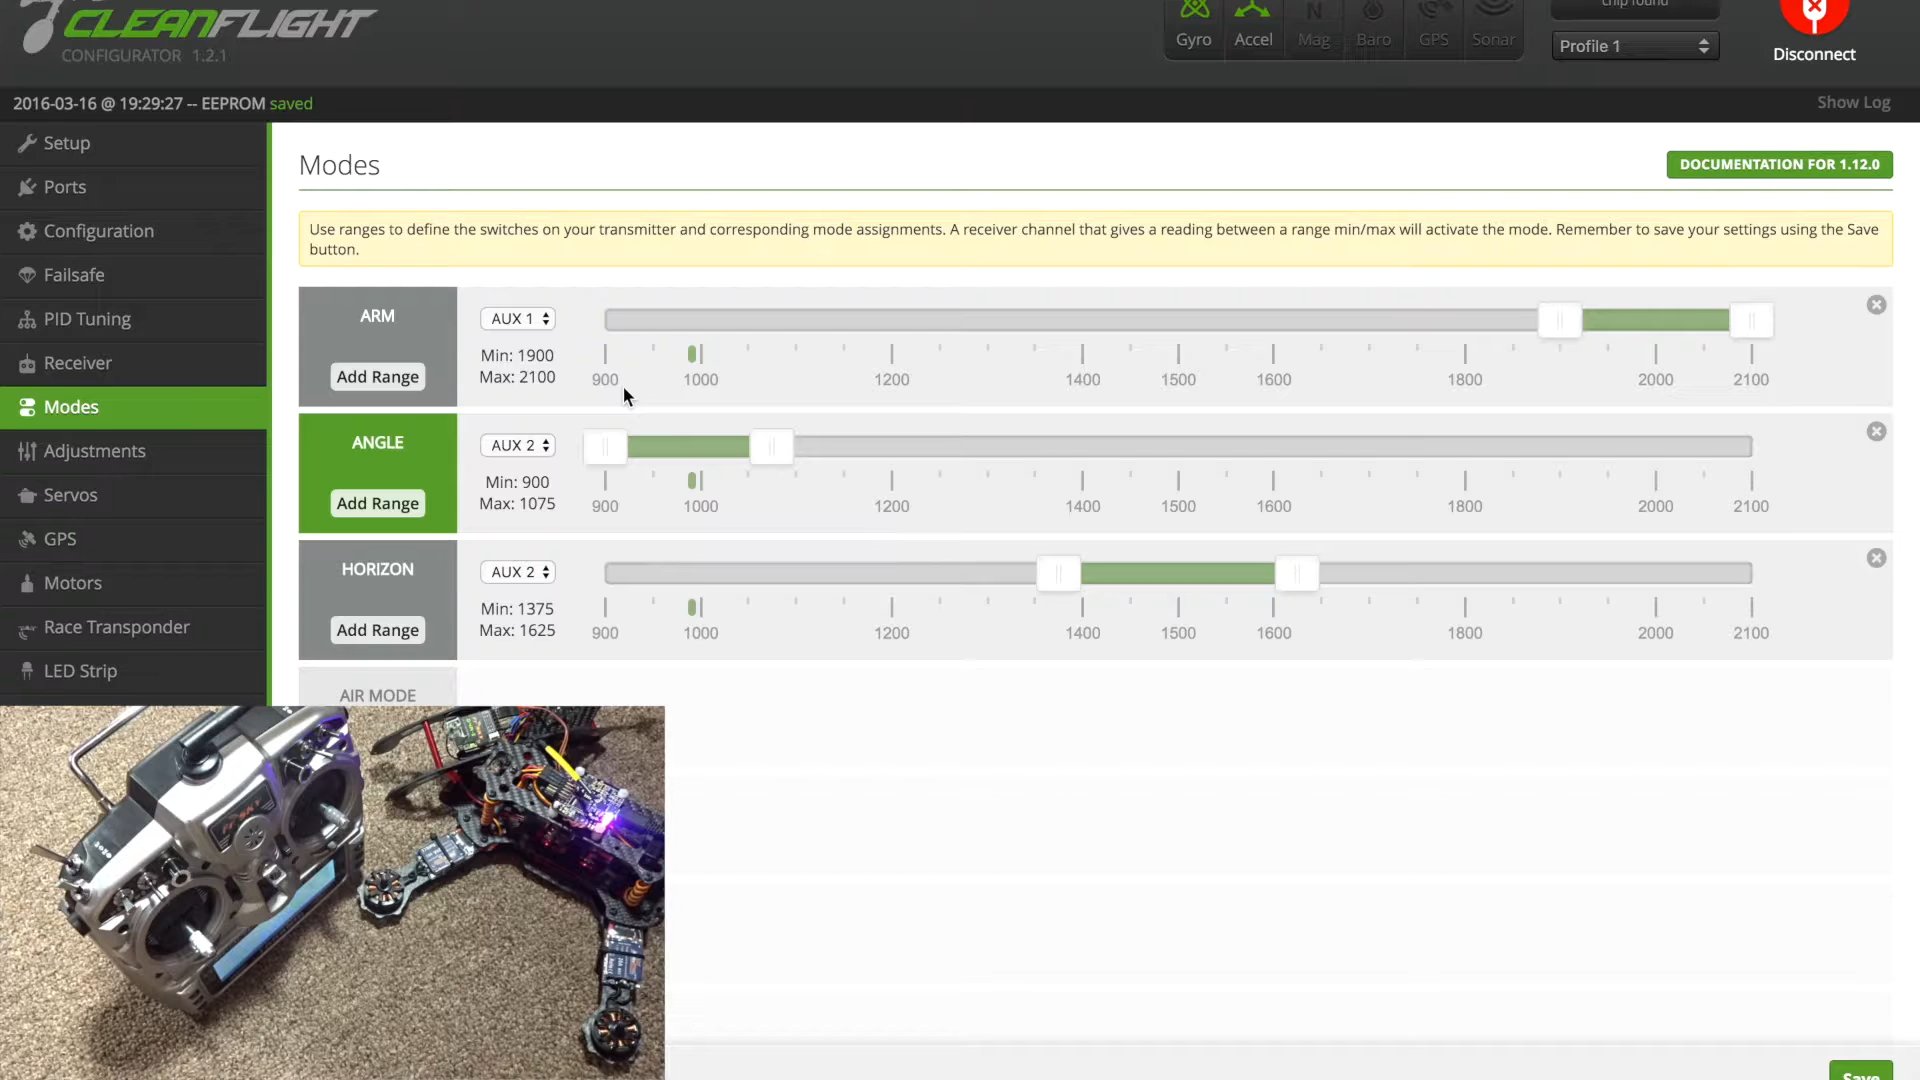 CLEANFLIGHT
CONFIGURATOR 1.2.1
Gyro Accel Mag Baro GPS Sonar
chip found
Profile 1
Disconnect
2016-03-16 @ 19:29:27 -- EEPROM saved
Show Log
Setup
Ports
Configuration
Failsafe
PID Tuning
Receiver
Modes
Adjustments
Servos
GPS
Motors
Race Transponder
LED Strip
Modes
DOCUMENTATION FOR 1.12.0
Use ranges to define the switches on your transmitter and corresponding mode assignments. A receiver channel that gives a reading between a range min/max will activate the mode. Remember to save your settings using the Save
button.
ARM
Add Range
AUX 1
Min: 1900
Max: 2100
900 1000 1200 1400 1500 1600 1800 2000 2100
ANGLE
Add Range
AUX 2
Min: 900
Max: 1075
900 1000 1200 1400 1500 1600 1800 2000 2100
HORIZON
Add Range
AUX 2
Min: 1375
Max: 1625
900 1000 1200 1400 1500 1600 1800 2000 2100
AIR MODE
Save